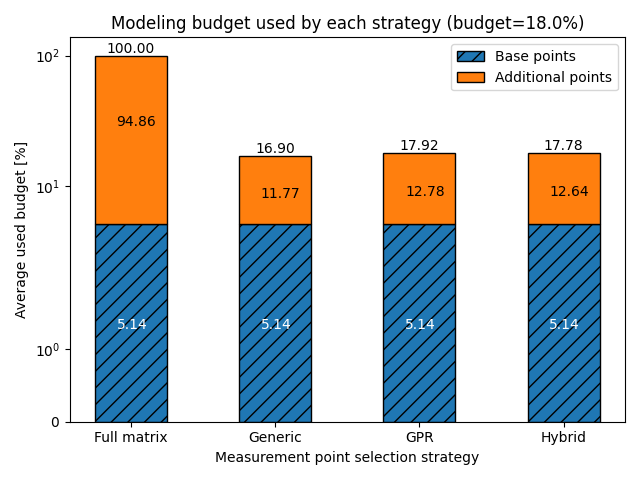 Modeling budget used by each strategy (budget=18.0%)
Base points
Additional points
Average used budget [%]
10²
10¹
10⁰
0
100.00
16.90
17.92
17.78
94.86
11.77
12.78
12.64
5.14
5.14
5.14
5.14
Full matrix
Generic
GPR
Hybrid
Measurement point selection strategy